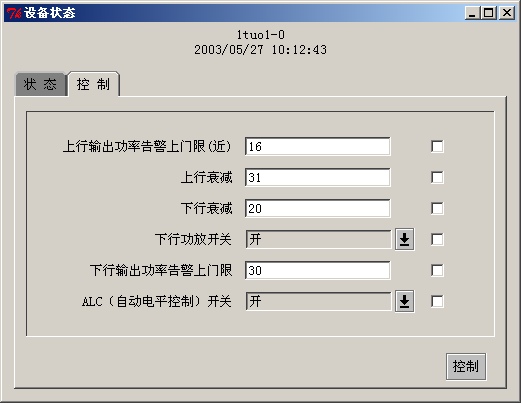 设备状态
1tuo1-0
2003/05/27 10:12:43
状 态 控 制
上行输出功率告警上门限(近) 16
上行衰减 31
下行衰减 20
下行功放开关 开
下行输出功率告警上门限 30
ALC（自动电平控制）开关 开
控制